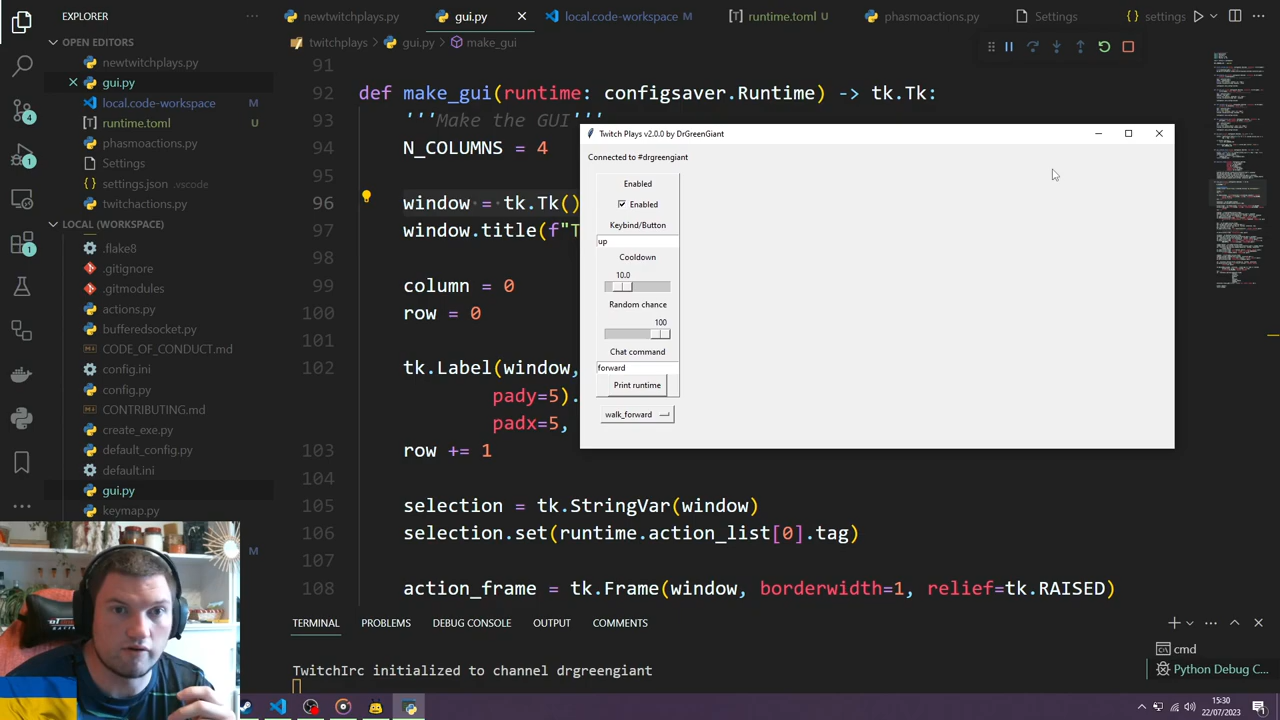 EXPLORER
···
newtwitchplays.py
gui.py
local.code-workspace
M
runtime.toml
U
phasmoactions.py
Settings
{} settings
···
OPEN EDITORS
twitchplays > gui.py > make_gui
newtwitchplays.py
gui.py
local.code-workspace M
runtime.toml U
phasmoactions.py
Settings
settings.json .vscode
twitchactions.py
LOCAL (WORKSPACE)
.flake8
.gitignore
.gitmodules
actions.py
bufferedsocket.py
CODE_OF_CONDUCT.md
config.ini
config.py
CONTRIBUTING.md
create_exe.py
default_config.py
default.ini
gui.py
keymap.py
M
4
1
1
91
92 def make_gui(runtime: configsaver.Runtime) -> tk.Tk:
93 '''Make the GUI'''
94 N_COLUMNS = 4
95
96 window = tk.Tk()
97 window.title(f"T
98
99 column = 0
100 row = 0
101
102 tk.Label(window,
pady=5).
padx=5,
103 row += 1
104
105 selection = tk.StringVar(window)
106 selection.set(runtime.action_list[0].tag)
107
108 action_frame = tk.Frame(window, borderwidth=1, relief=tk.RAISED)
Twitch Plays v2.0.0 by DrGreenGiant
Connected to #drgreengiant
Enabled
Enabled
Keybind/Button
up
Cooldown
10.0
Random chance
100
Chat command
forward
Print runtime
walk_forward
TERMINAL PROBLEMS DEBUG CONSOLE OUTPUT COMMENTS
TwitchIrc initialized to channel drgreengiant
cmd
Python Debug C...
15:30
22/07/2023
1